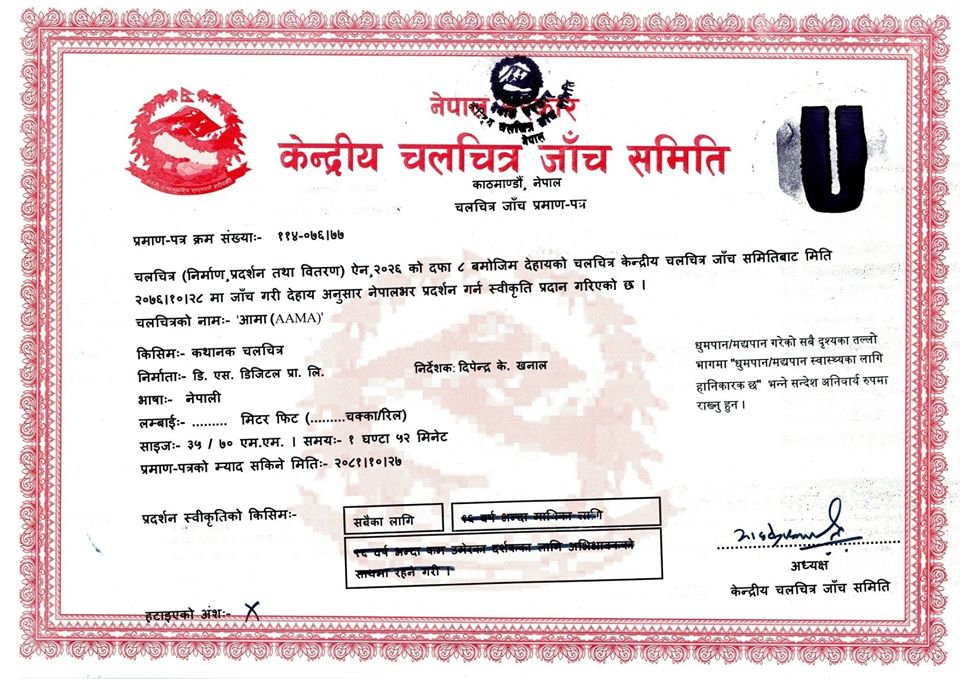 नेपाल सरकार
केन्द्रीय चलचित्र जाँच समिति
काठमाण्डौं, नेपाल
चलचित्र जाँच प्रमाण-पत्र
U
प्रमाण-पत्र क्रम संख्याः- ११४-०७६|७७
चलचित्र (निर्माण,प्रदर्शन तथा वितरण) ऐन,२०२६ को दफा ८ बमोजिम देहायको चलचित्र केन्द्रीय चलचित्र जाँच समितिबाट मिति
२०७६|१०|२८ मा जाँच गरी देहाय अनुसार नेपालभर प्रदर्शन गर्न स्वीकृति प्रदान गरिएको छ ।
चलचित्रको नामः- 'आमा (AAMA)'
किसिमः- कथानक चलचित्र
निर्माताः- डि. एस. डिजिटल प्रा. लि. निर्देशकः दिपेन्द्र के. खनाल
भाषाः- नेपाली
लम्बाईः- ......... मिटर फिट (.........चक्का/रिल)
साइजः- ३५ / ७० एम.एम. । समयः- १ घण्टा ५२ मिनेट
प्रमाण-पत्रको म्याद सकिने मितिः- २०८१|१०|२७
धुमपान/मद्यपान गरेको सबै दृश्यका तल्लो
भागमा "धुमपान/मद्यपान स्वास्थ्यका लागि
हानिकारक छ" भन्ने सन्देश अनिवार्य रुपमा
राख्नु हुन ।
प्रदर्शन स्वीकृतिको किसिमः-
सबैका लागि
१६ वर्ष भन्दा माथिका लागि
१६ वर्ष भन्दा कम उमेरका दर्शकका लागि अभिभावकको
साथमा रहने गरी ।
अध्यक्ष
केन्द्रीय चलचित्र जाँच समिति
हटाइएको अंशः- X